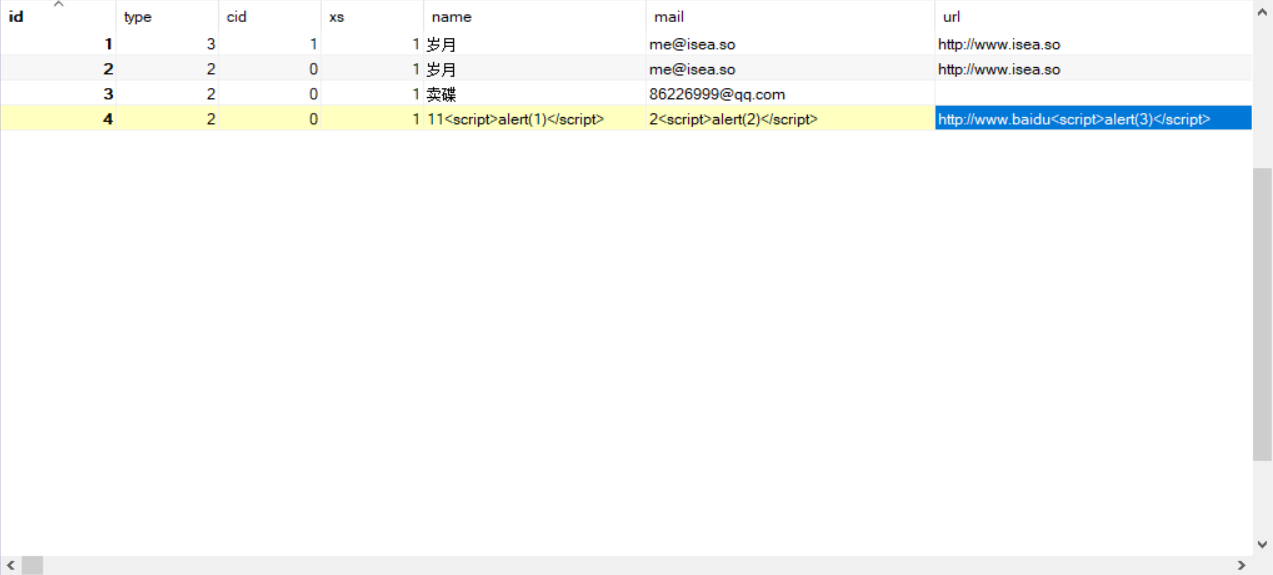 id type cid xs name mail url
1 3 1 1 岁月 me@isea.so http://www.isea.so
2 2 0 1 岁月 me@isea.so http://www.isea.so
3 2 0 1 卖碟 86226999@qq.com
4 2 0 1 11<script>alert(1)</script> 2<script>alert(2)</script> http://www.baidu<script>alert(3)</script>